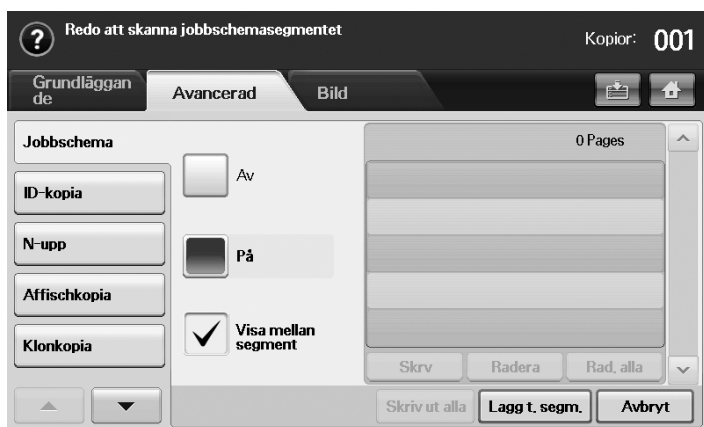 ?
Redo att skanna jobbschemasegmentet
Kopior: 001
Grundläggan
de
Avancerad
Bild
Jobbschema
ID-kopia
N-upp
Affischkopia
Klonkopia
Av
På
Visa mellan
segment
0 Pages
Skrv
Radera
Rad. alla
Skriv ut alla
Lagg t. segm.
Avbryt